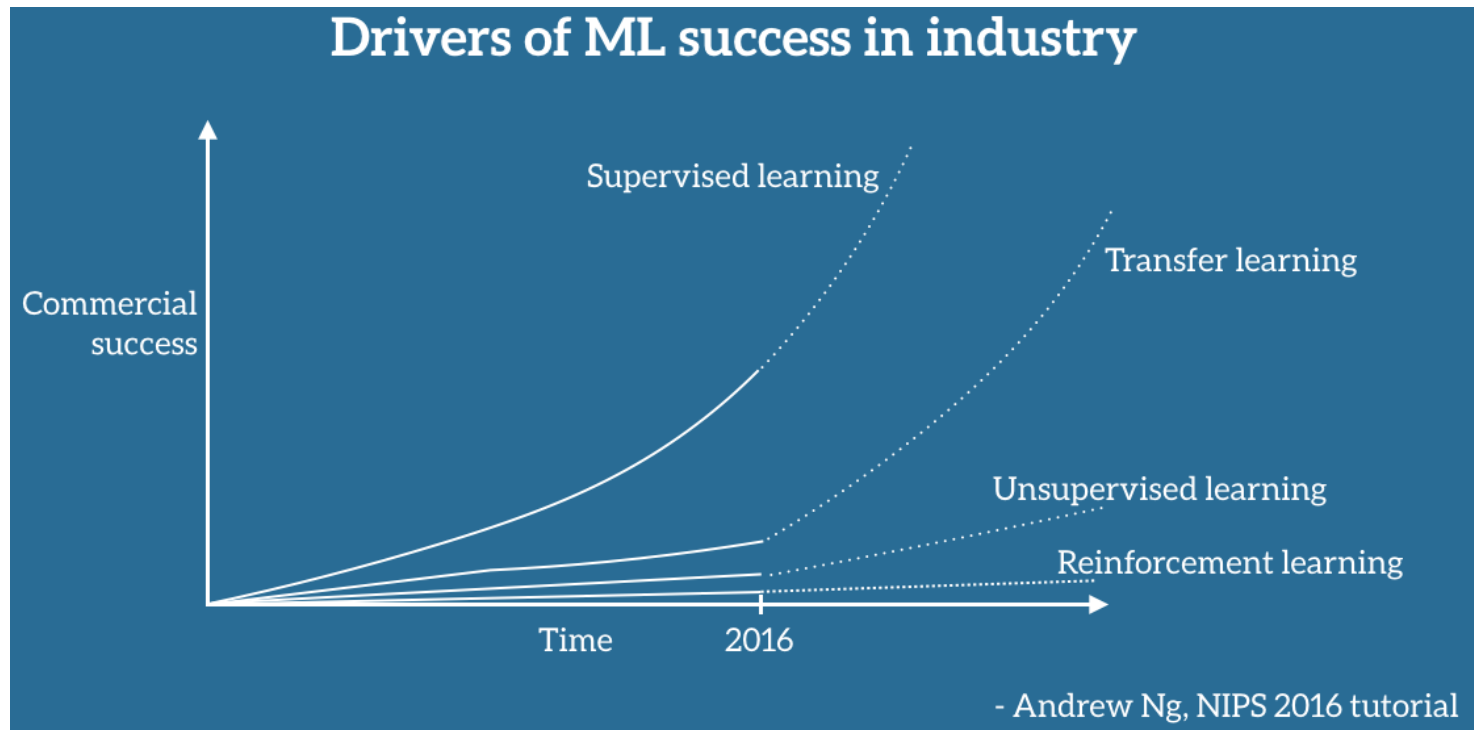 Drivers of ML success in industry
Supervised learning
Transfer learning
Commercial
success
Unsupervised learning
Reinforcement learning
Time
2016
- Andrew Ng, NIPS 2016 tutorial